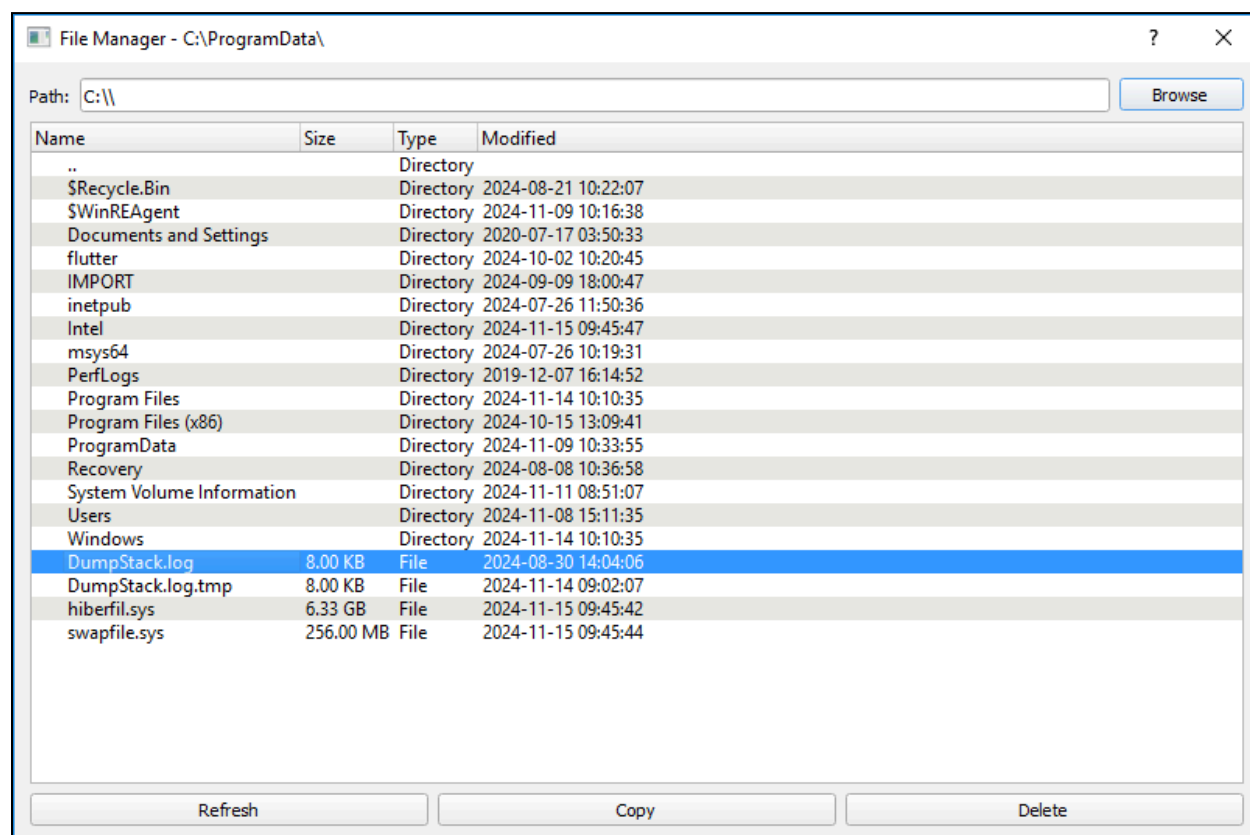 File Manager - C:\ProgramData\ ?
Path: C:\\ Browse
Name Size Type Modified
.. Directory
$Recycle.Bin Directory 2024-08-21 10:22:07
$WinREAgent Directory 2024-11-09 10:16:38
Documents and Settings Directory 2020-07-17 03:50:33
flutter Directory 2024-10-02 10:20:45
IMPORT Directory 2024-09-09 18:00:47
inetpub Directory 2024-07-26 11:50:36
Intel Directory 2024-11-15 09:45:47
msys64 Directory 2024-07-26 10:19:31
PerfLogs Directory 2019-12-07 16:14:52
Program Files Directory 2024-11-14 10:10:35
Program Files (x86) Directory 2024-10-15 13:09:41
ProgramData Directory 2024-11-09 10:33:55
Recovery Directory 2024-08-08 10:36:58
System Volume Information Directory 2024-11-11 08:51:07
Users Directory 2024-11-08 15:11:35
Windows Directory 2024-11-14 10:10:35
DumpStack.log 8.00 KB File 2024-08-30 14:04:06
DumpStack.log.tmp 8.00 KB File 2024-11-14 09:02:07
hiberfil.sys 6.33 GB File 2024-11-15 09:45:42
swapfile.sys 256.00 MB File 2024-11-15 09:45:44
Refresh Copy Delete